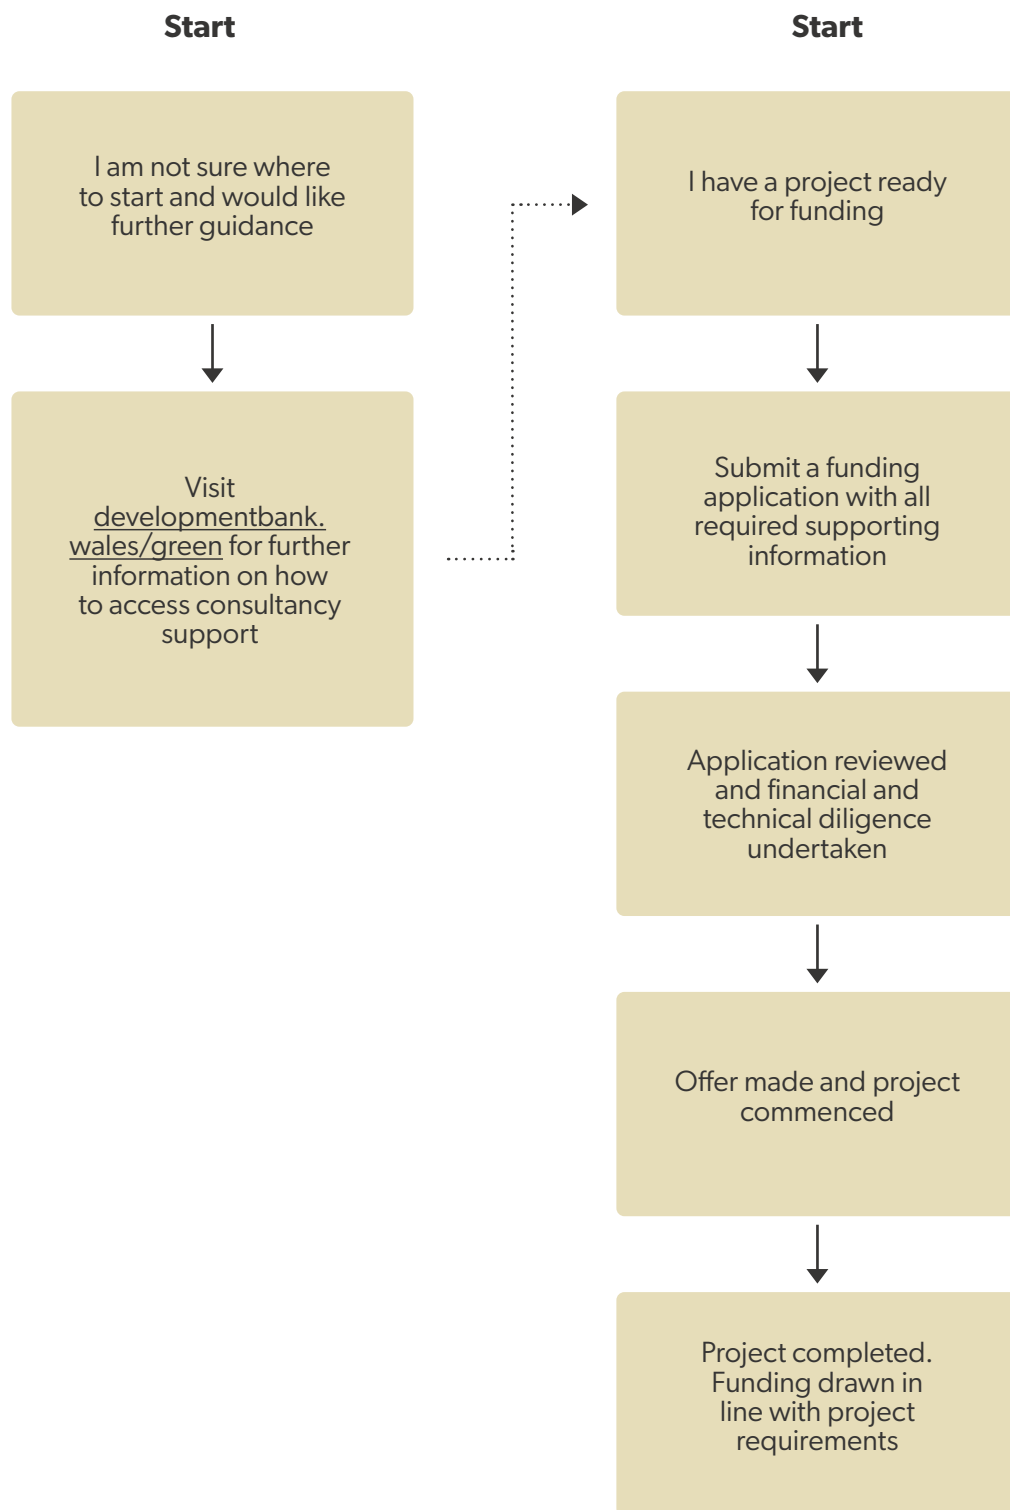 Start
I am not sure where
to start and would like
further guidance
Visit
developmentbank.
wales/green for further
information on how
to access consultancy
support
Start
I have a project ready
for funding
Submit a funding
application with all
required supporting
information
Application reviewed
and financial and
technical diligence
undertaken
Offer made and project
commenced
Project completed.
Funding drawn in
line with project
requirements